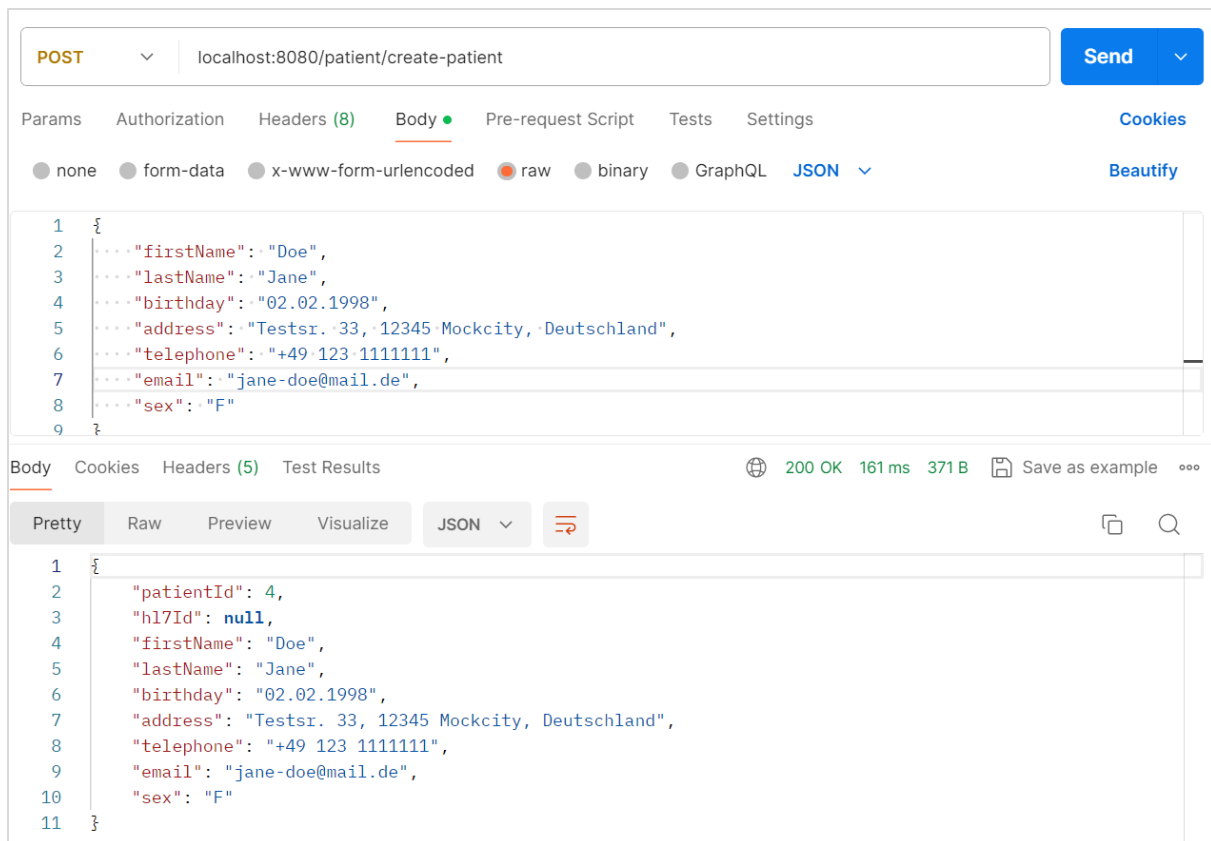 POST localhost:8080/patient/create-patient Send
Params Authorization Headers (8) Body Pre-request Script Tests Settings Cookies
none form-data x-www-form-urlencoded raw binary GraphQL JSON Beautify
1 {
2 "firstName": "Doe",
3 "lastName": "Jane",
4 "birthday": "02.02.1998",
5 "address": "Testsr. 33, 12345 Mockcity, Deutschland",
6 "telephone": "+49 123 1111111",
7 "email": "jane-doe@mail.de",
8 "sex": "F"
9 }
Body Cookies Headers (5) Test Results 200 OK 161 ms 371 B Save as example
Pretty Raw Preview Visualize JSON
1 {
2 "patientId": 4,
3 "hl7Id": null,
4 "firstName": "Doe",
5 "lastName": "Jane",
6 "birthday": "02.02.1998",
7 "address": "Testsr. 33, 12345 Mockcity, Deutschland",
8 "telephone": "+49 123 1111111",
9 "email": "jane-doe@mail.de",
10 "sex": "F"
11 }